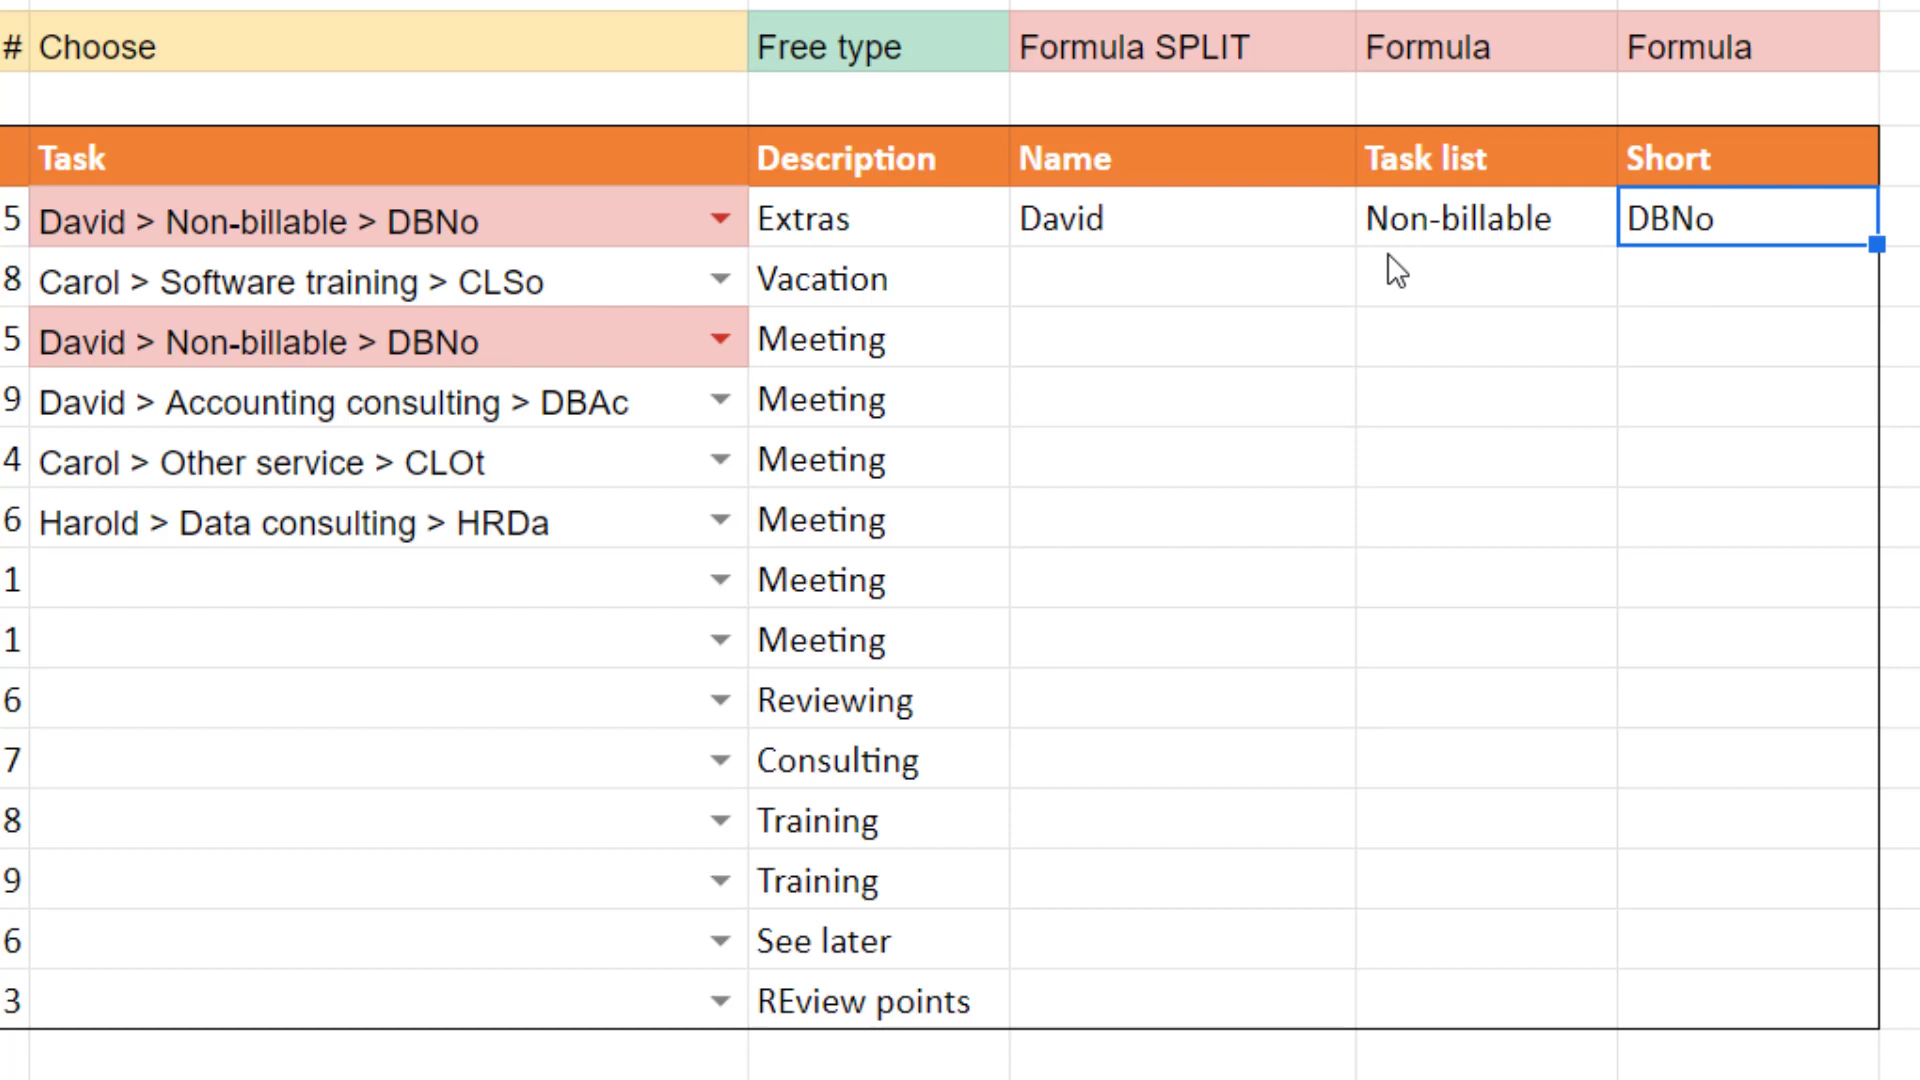 # Choose Free type Formula SPLIT Formula Formula
Task Description Name Task list Short
5 David > Non-billable > DBNo Extras David Non-billable DBNo
8 Carol > Software training > CLSo Vacation
5 David > Non-billable > DBNo Meeting
9 David > Accounting consulting > DBAc Meeting
4 Carol > Other service > CLOt Meeting
6 Harold > Data consulting > HRDa Meeting
1 Meeting
1 Meeting
6 Reviewing
7 Consulting
8 Training
9 Training
6 See later
3 REview points